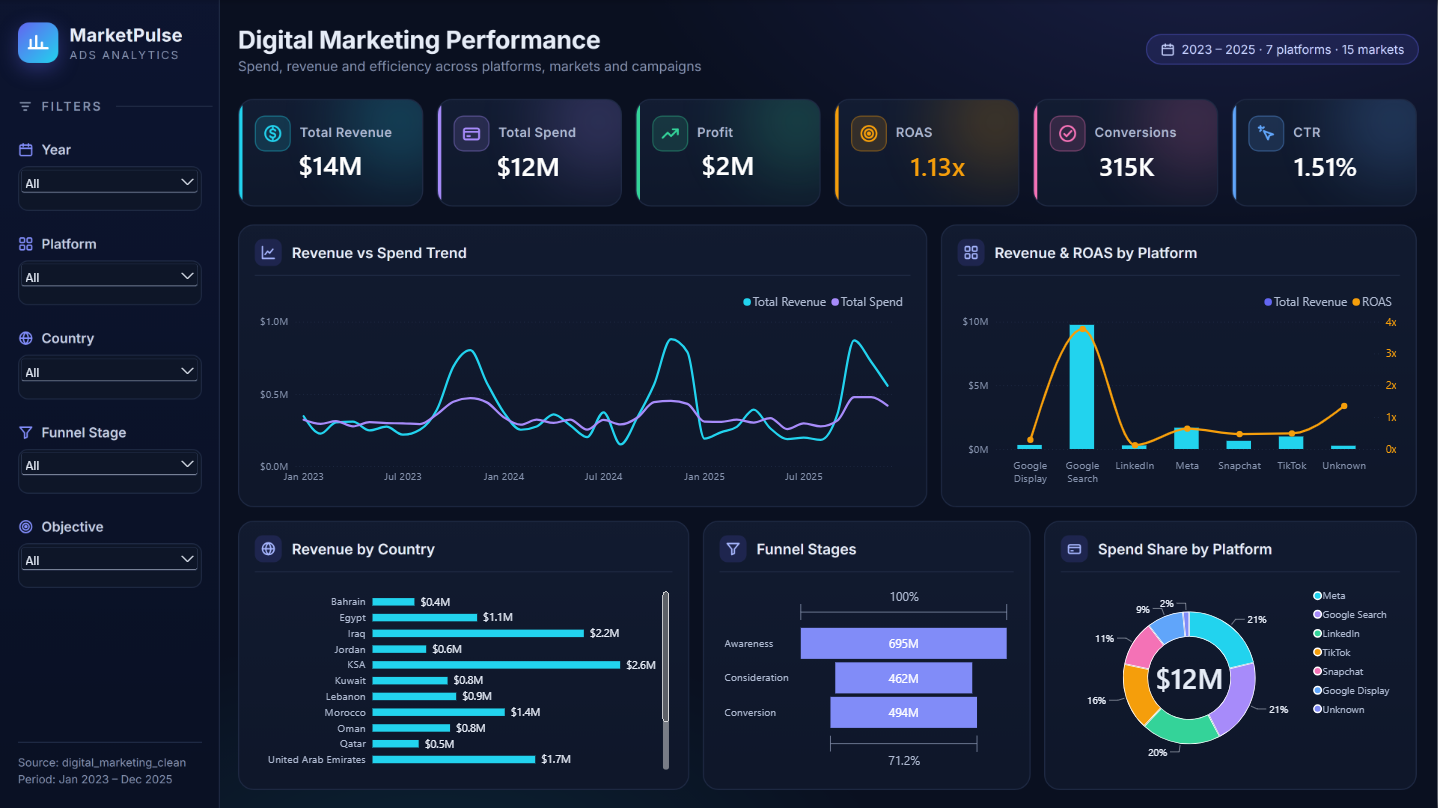 MarketPulse
ADS ANALYTICS
FILTERS
Year
All
Platform
All
Country
All
Funnel Stage
All
Objective
All
Source: digital_marketing_clean
Period: Jan 2023 – Dec 2025
Digital Marketing Performance
Spend, revenue and efficiency across platforms, markets and campaigns
2023 – 2025 · 7 platforms · 15 markets
Total Revenue
$14M
Total Spend
$12M
Profit
$2M
ROAS
1.13x
Conversions
315K
CTR
1.51%
Revenue vs Spend Trend
Total Revenue Total Spend
$1.0M
$0.5M
$0.0M
Jan 2023 Jul 2023 Jan 2024 Jul 2024 Jan 2025 Jul 2025
Revenue & ROAS by Platform
Total Revenue ROAS
$10M
$5M
$0M
4x
3x
2x
1x
0x
Google Display
Google Search
LinkedIn
Meta
Snapchat
TikTok
Unknown
Revenue by Country
Bahrain $0.4M
Egypt $1.1M
Iraq $2.2M
Jordan $0.6M
KSA $2.6M
Kuwait $0.8M
Lebanon $0.9M
Morocco $1.4M
Oman $0.8M
Qatar $0.5M
United Arab Emirates $1.7M
Funnel Stages
100%
Awareness 695M
Consideration 462M
Conversion 494M
71.2%
Spend Share by Platform
21%
21%
20%
16%
11%
9%
2%
$12M
Meta
Google Search
LinkedIn
TikTok
Snapchat
Google Display
Unknown